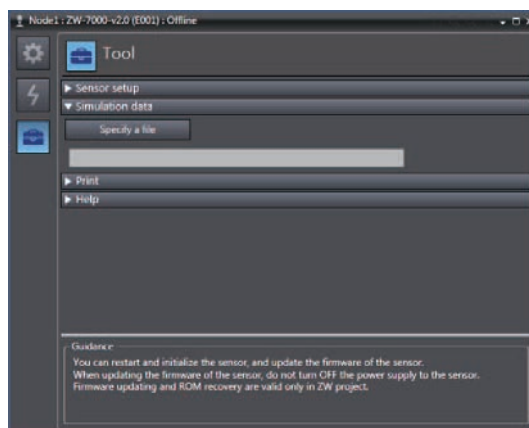 Node1 : ZW-7000-v2.0 (E001) : Offline
Tool
Sensor setup
Simulation data
Specify a file
Print
Help
Guidance
You can restart and initialize the sensor, and update the firmware of the sensor.
When updating the firmware of the sensor, do not turn OFF the power supply to the sensor.
Firmware updating and ROM recovery are valid only in ZW project.